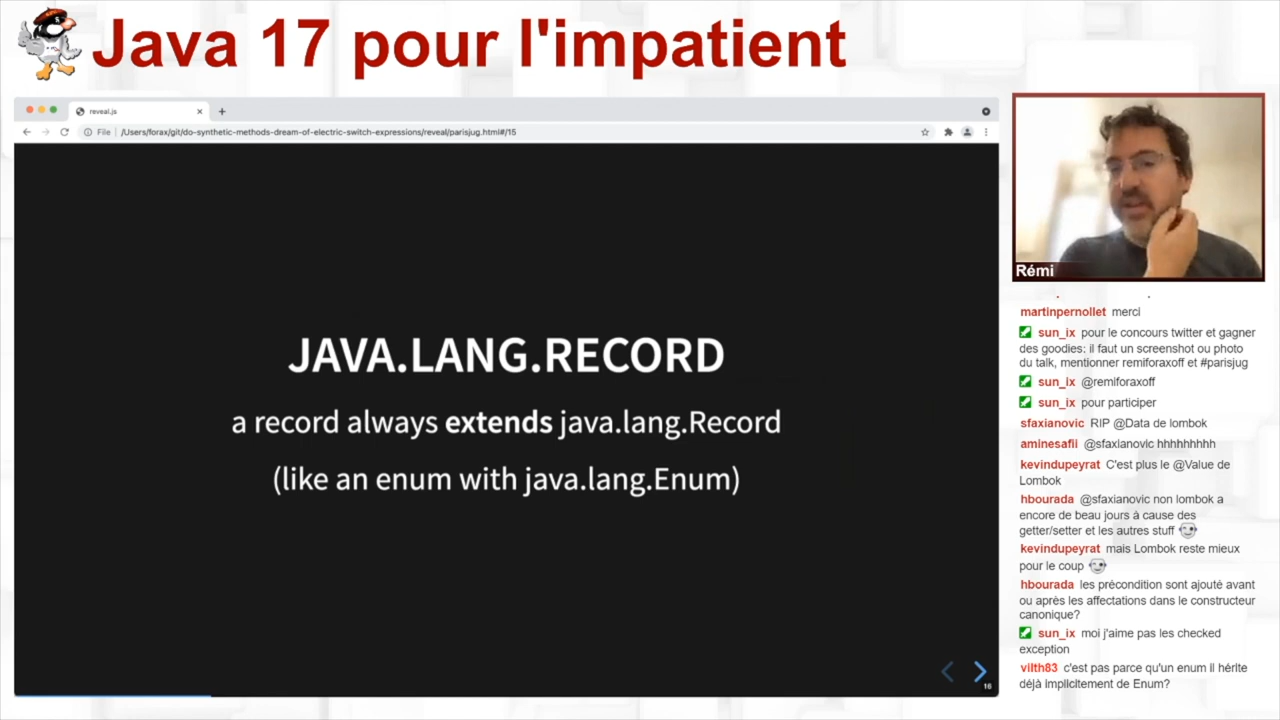 Java 17 pour l'impatient
reveal.js
File
/Users/forax/git/do-synthetic-methods-dream-of-electric-switch-expressions/reveal/parisjug.html#/15
JAVA.LANG.RECORD
a record always extends java.lang.Record
(like an enum with java.lang.Enum)
16
Rémi
martinpernollet merci
sun_ix pour le concours twitter et gagner
des goodies: il faut un screenshot ou photo
du talk, mentionner remiforaxoff et #parisjug
sun_ix @remiforaxoff
sun_ix pour participer
sfaxianovic RIP @Data de lombok
aminesafii @sfaxianovic hhhhhhhhh
kevindupeyrat C'est plus le @Value de
Lombok
hbourada @sfaxianovic non lombok a
encore de beau jours à cause des
getter/setter et les autres stuff
kevindupeyrat mais Lombok reste mieux
pour le coup
hbourada les précondition sont ajouté avant
ou après les affectations dans le constructeur
canonique?
sun_ix moi j'aime pas les checked
exception
vilth83 c'est pas parce qu'un enum il hérite
déjà implicitement de Enum?